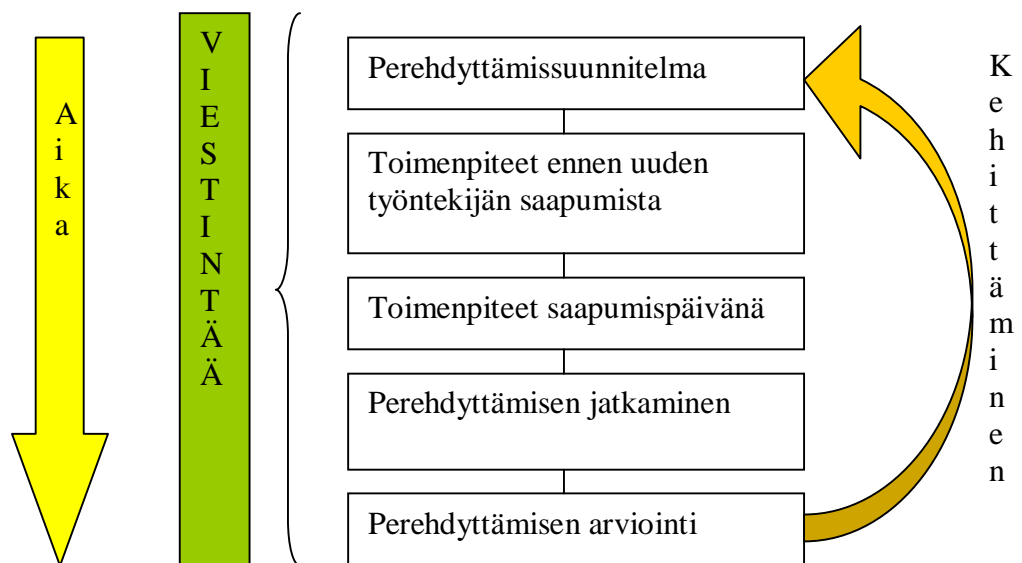 Aika
VIESTINTÄÄ
Perehdyttämissuunnitelma
Toimenpiteet ennen uuden
työntekijän saapumista
Toimenpiteet saapumispäivänä
Perehdyttämisen jatkaminen
Perehdyttämisen arviointi
Kehittäminen